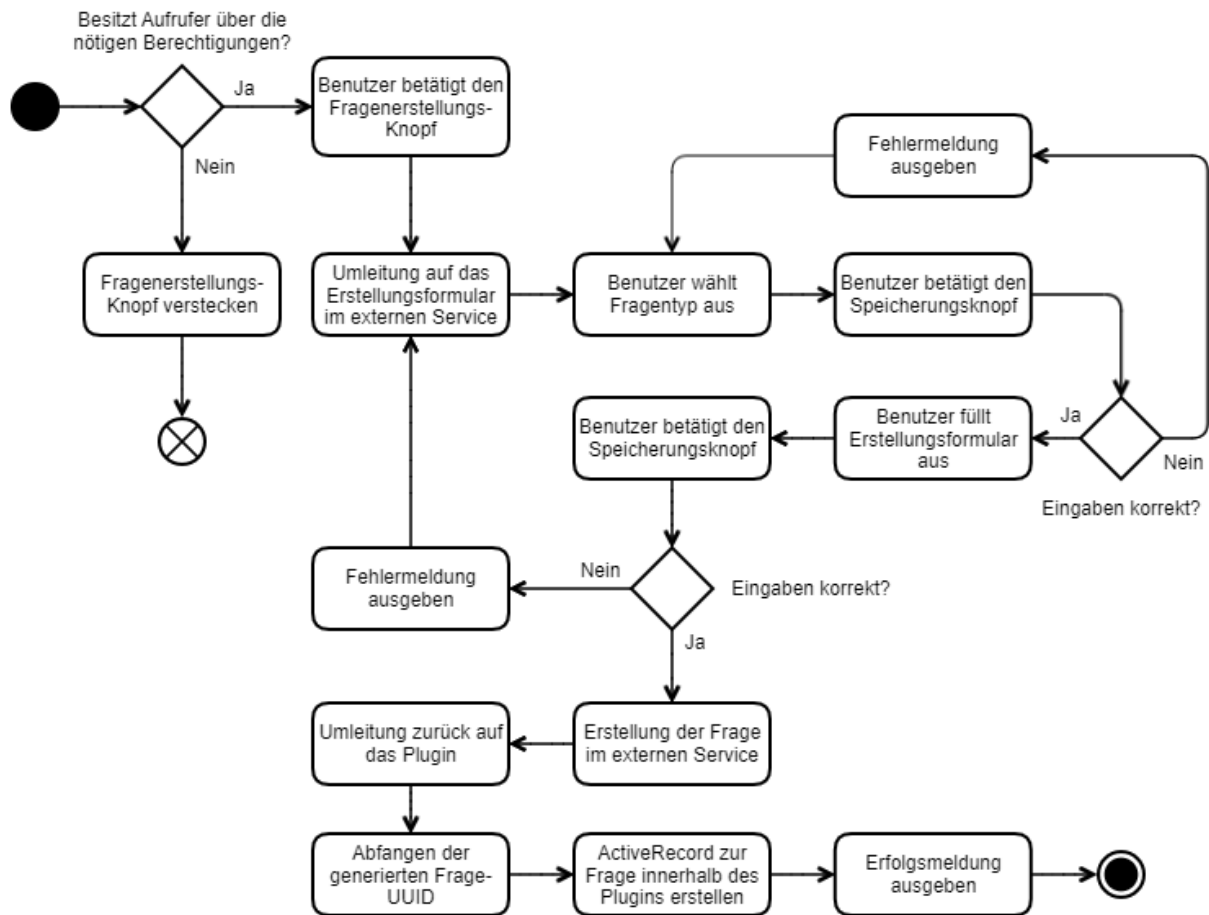 Besitzt Aufrufer über die
nötigen Berechtigungen?
Ja
Benutzer betätigt den
Fragenerstellungs-
Knopf
Nein
Fehlermeldung
ausgeben
Fragenerstellungs-
Knopf verstecken
Umleitung auf das
Erstellungsformular
im externen Service
Benutzer wählt
Fragentyp aus
Benutzer betätigt den
Speicherungsknopf
Benutzer betätigt den
Speicherungsknopf
Benutzer füllt
Erstellungsformular
aus
Ja
Nein
Eingaben korrekt?
Fehlermeldung
ausgeben
Nein
Eingaben korrekt?
Ja
Umleitung zurück auf
das Plugin
Erstellung der Frage
im externen Service
Abfangen der
generierten Frage-
UUID
ActiveRecord zur
Frage innerhalb des
Plugins erstellen
Erfolgsmeldung
ausgeben